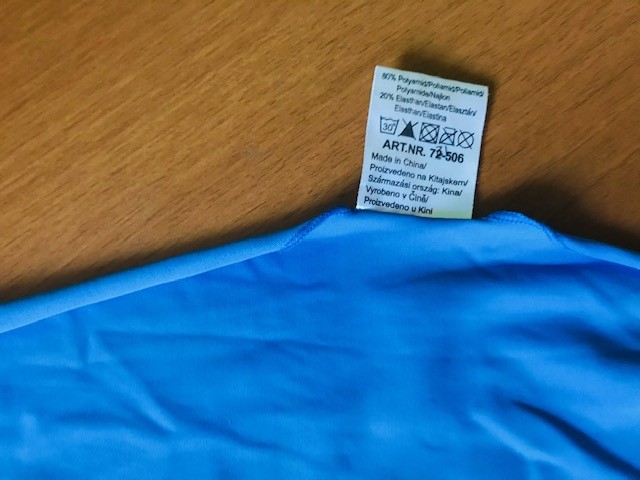 80% Polyamid/Poliamid/Poliamid/
Polyamide/Najlon
20% Elasthan/Elastan/Elasztán/
Elasthan/Elastina
30°
ART.NR. 72-506
Made in China/
Proizvedeno na Kitajskem/
Származási ország: Kina/
Vyrobeno v Číně/
Proizvedeno u Kini